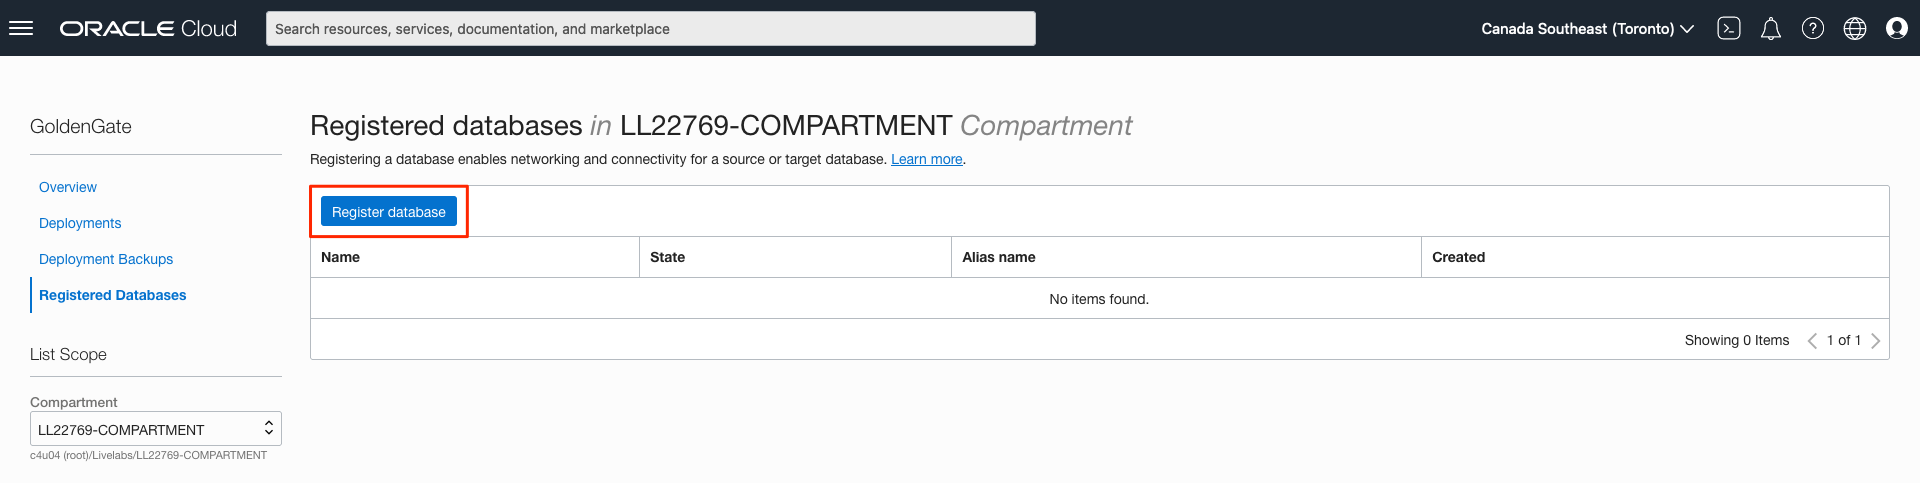 ORACLE Cloud
Search resources, services, documentation, and marketplace
Canada Southeast (Toronto)
GoldenGate
Overview
Deployments
Deployment Backups
Registered Databases
List Scope
Compartment
LL22769-COMPARTMENT
c4u04 (root)/Livelabs/LL22769-COMPARTMENT
Registered databases in LL22769-COMPARTMENT Compartment
Registering a database enables networking and connectivity for a source or target database. Learn more.
Register database
Name State Alias name Created
No items found.
Showing 0 Items 1 of 1